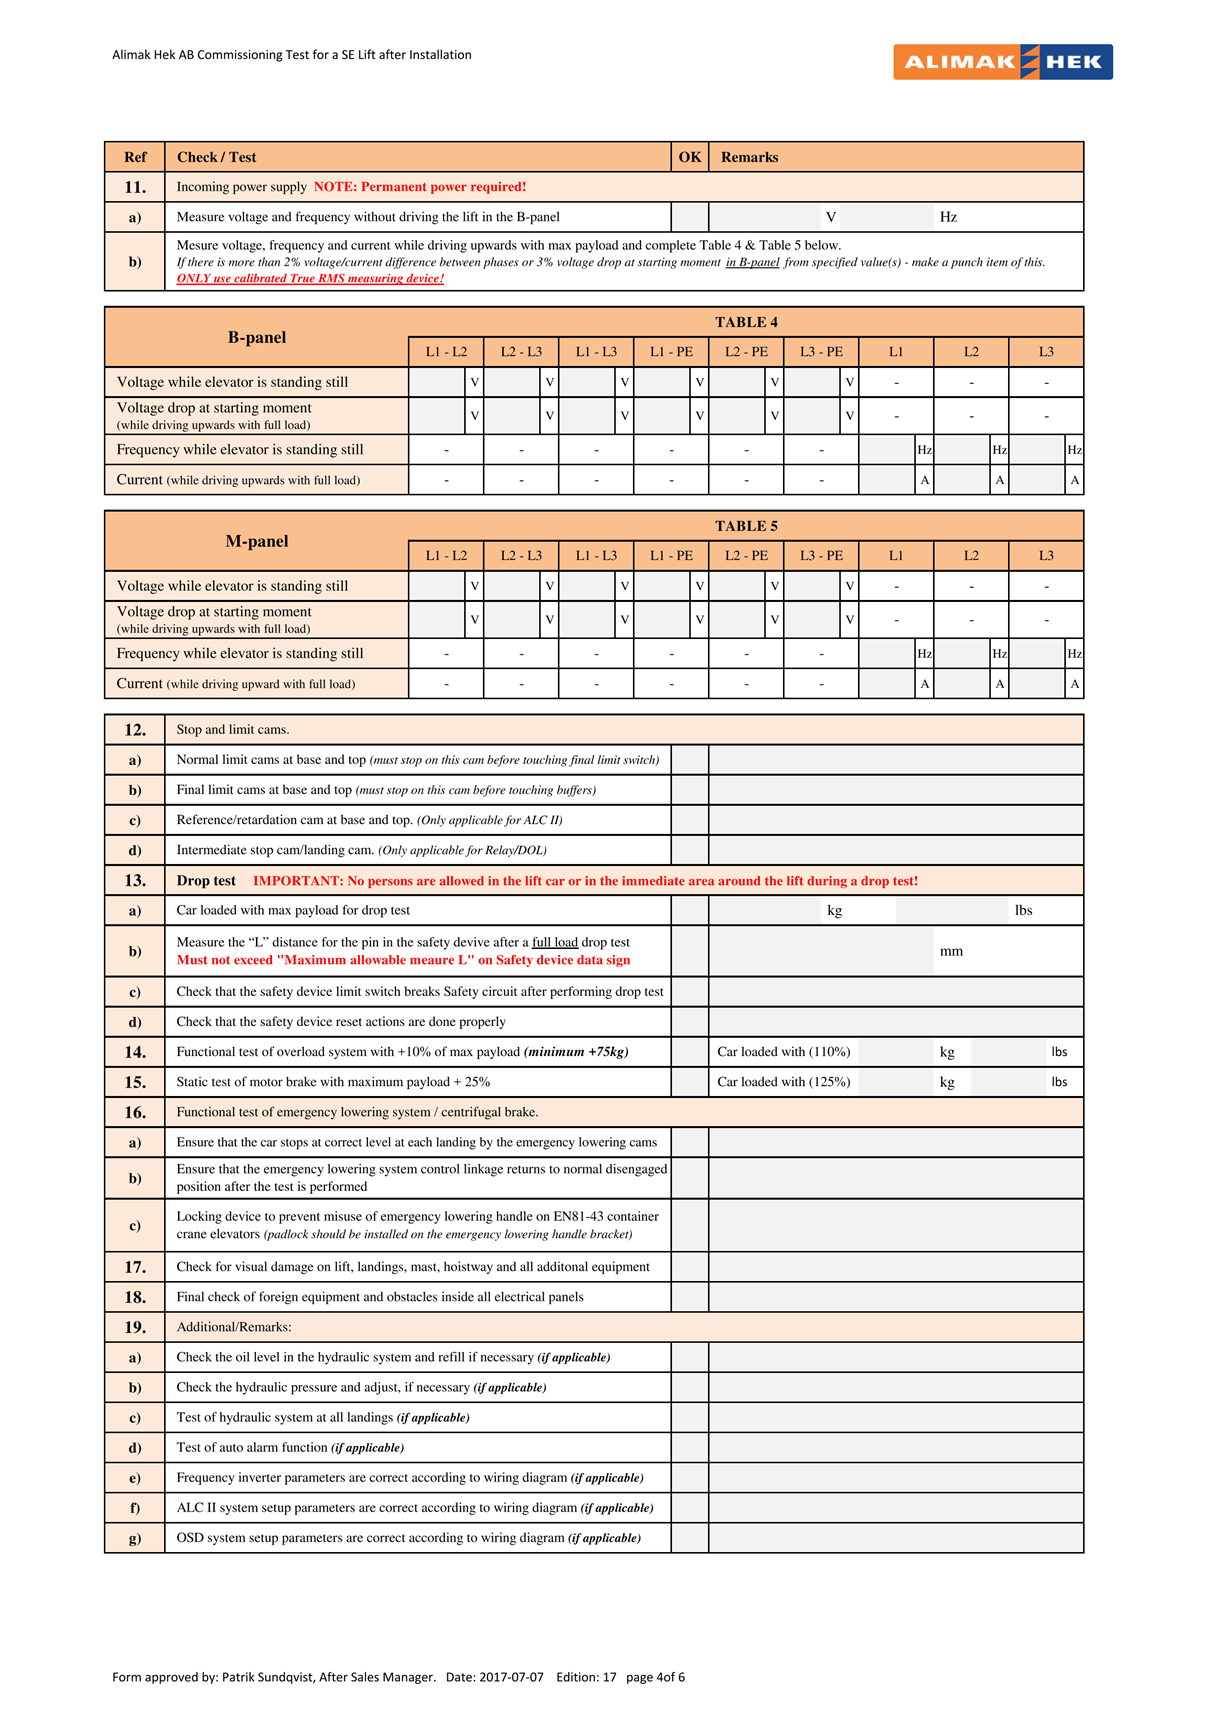 Alimak Hek AB Commissioning Test for a SE Lift after Installation
ALIMAK HEK
Ref Check / Test OK Remarks
11. Incoming power supply NOTE: Permanent power required!
a) Measure voltage and frequency without driving the lift in the B-panel V Hz
b) Mesure voltage, frequency and current while driving upwards with max payload and complete Table 4 & Table 5 below.
If there is more than 2% voltage/current difference between phases or 3% voltage drop at starting moment in B-panel from specified value(s) - make a punch item of this.
ONLY use calibrated True RMS measuring device!
B-panel TABLE 4
L1 - L2 L2 - L3 L1 - L3 L1 - PE L2 - PE L3 - PE L1 L2 L3
Voltage while elevator is standing still V V V V V V - - -
Voltage drop at starting moment
(while driving upwards with full load) V V V V V V - - -
Frequency while elevator is standing still - - - - - - Hz Hz Hz
Current (while driving upwards with full load) - - - - - - A A A
M-panel TABLE 5
L1 - L2 L2 - L3 L1 - L3 L1 - PE L2 - PE L3 - PE L1 L2 L3
Voltage while elevator is standing still V V V V V V - - -
Voltage drop at starting moment
(while driving upwards with full load) V V V V V V - - -
Frequency while elevator is standing still - - - - - - Hz Hz Hz
Current (while driving upward with full load) - - - - - - A A A
12. Stop and limit cams.
a) Normal limit cams at base and top (must stop on this cam before touching final limit switch)
b) Final limit cams at base and top (must stop on this cam before touching buffers)
c) Reference/retardation cam at base and top. (Only applicable for ALC II)
d) Intermediate stop cam/landing cam. (Only applicable for Relay/DOL)
13. Drop test IMPORTANT: No persons are allowed in the lift car or in the immediate area around the lift during a drop test!
a) Car loaded with max payload for drop test kg lbs
b) Measure the “L” distance for the pin in the safety devive after a full load drop test mm
Must not exceed "Maximum allowable meaure L" on Safety device data sign
c) Check that the safety device limit switch breaks Safety circuit after performing drop test
d) Check that the safety device reset actions are done properly
14. Functional test of overload system with +10% of max payload (minimum +75kg) Car loaded with (110%) kg lbs
15. Static test of motor brake with maximum payload + 25% Car loaded with (125%) kg lbs
16. Functional test of emergency lowering system / centrifugal brake.
a) Ensure that the car stops at correct level at each landing by the emergency lowering cams
b) Ensure that the emergency lowering system control linkage returns to normal disengaged
position after the test is performed
c) Locking device to prevent misuse of emergency lowering handle on EN81-43 container
crane elevators (padlock should be installed on the emergency lowering handle bracket)
17. Check for visual damage on lift, landings, mast, hoistway and all additonal equipment
18. Final check of foreign equipment and obstacles inside all electrical panels
19. Additional/Remarks:
a) Check the oil level in the hydraulic system and refill if necessary (if applicable)
b) Check the hydraulic pressure and adjust, if necessary (if applicable)
c) Test of hydraulic system at all landings (if applicable)
d) Test of auto alarm function (if applicable)
e) Frequency inverter parameters are correct according to wiring diagram (if applicable)
f) ALC II system setup parameters are correct according to wiring diagram (if applicable)
g) OSD system setup parameters are correct according to wiring diagram (if applicable)
Form approved by: Patrik Sundqvist, After Sales Manager. Date: 2017-07-07 Edition: 17 page 4of 6